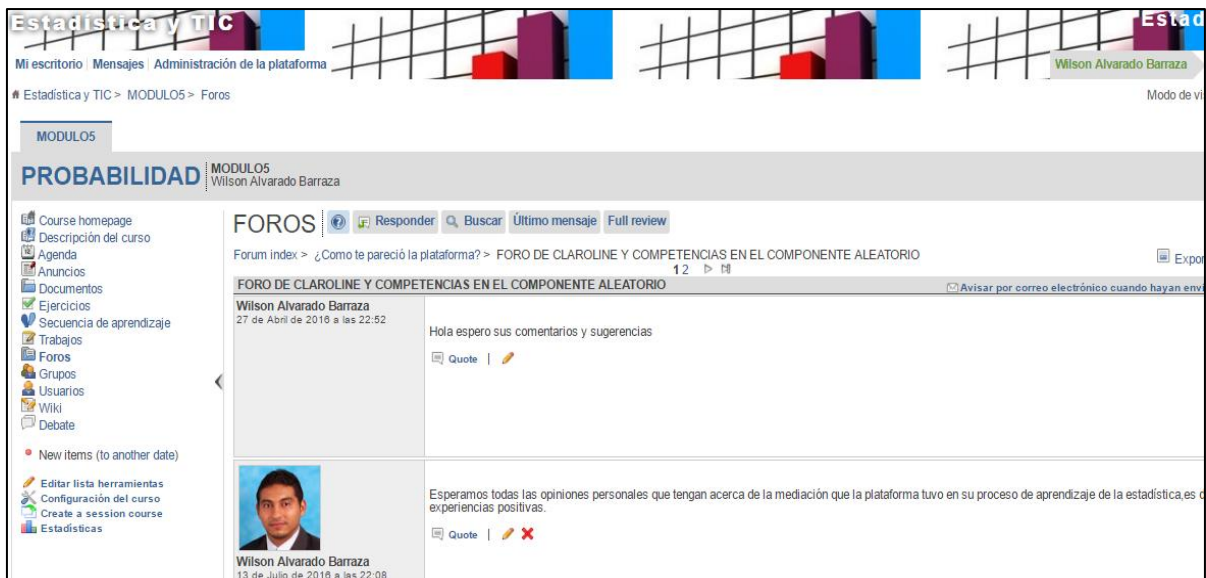 Estadística y TIC
Estad
Mi escritorio | Mensajes | Administración de la plataforma
Wilson Alvarado Barraza
Estadística y TIC > MODULO5 > Foros
Modo de vi
MODULO5
PROBABILIDAD
MODULO5
Wilson Alvarado Barraza
Course homepage
Descripción del curso
Agenda
Anuncios
Documentos
Ejercicios
Secuencia de aprendizaje
Trabajos
Foros
Grupos
Usuarios
Wiki
Debate
New items (to another date)
Editar lista herramientas
Configuración del curso
Create a session course
Estadísticas
FOROS Responder Buscar Último mensaje Full review
Forum index > ¿Como te pareció la plataforma? > FORO DE CLAROLINE Y COMPETENCIAS EN EL COMPONENTE ALEATORIO
1 2
Expor
FORO DE CLAROLINE Y COMPETENCIAS EN EL COMPONENTE ALEATORIO
Avisar por correo electrónico cuando hayan envi
Wilson Alvarado Barraza
27 de Abril de 2016 a las 22:52
Hola espero sus comentarios y sugerencias
Quote |
Esperamos todas las opiniones personales que tengan acerca de la mediación que la plataforma tuvo en su proceso de aprendizaje de la estadística,es d
experiencias positivas.
Quote |
Wilson Alvarado Barraza
13 de Julio de 2016 a las 22:08